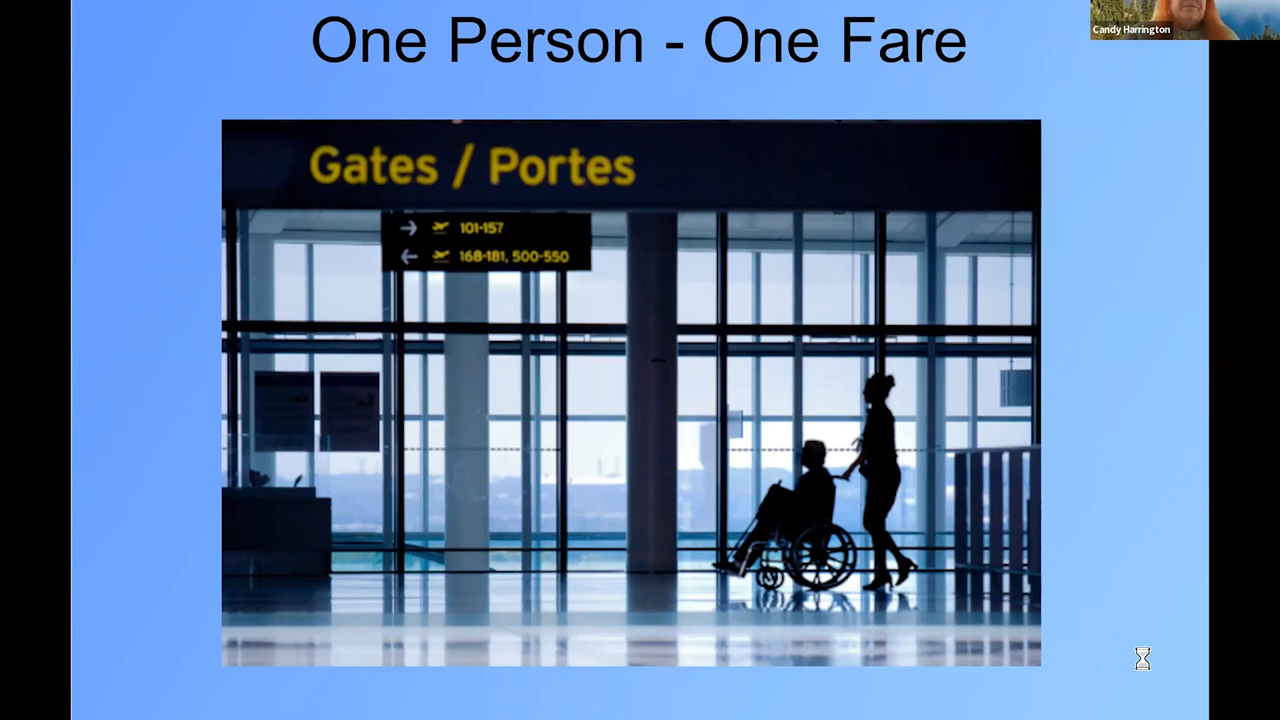 One Person - One Fare
Candy Harrington
Gates / Portes
101-157
168-181, 500-550